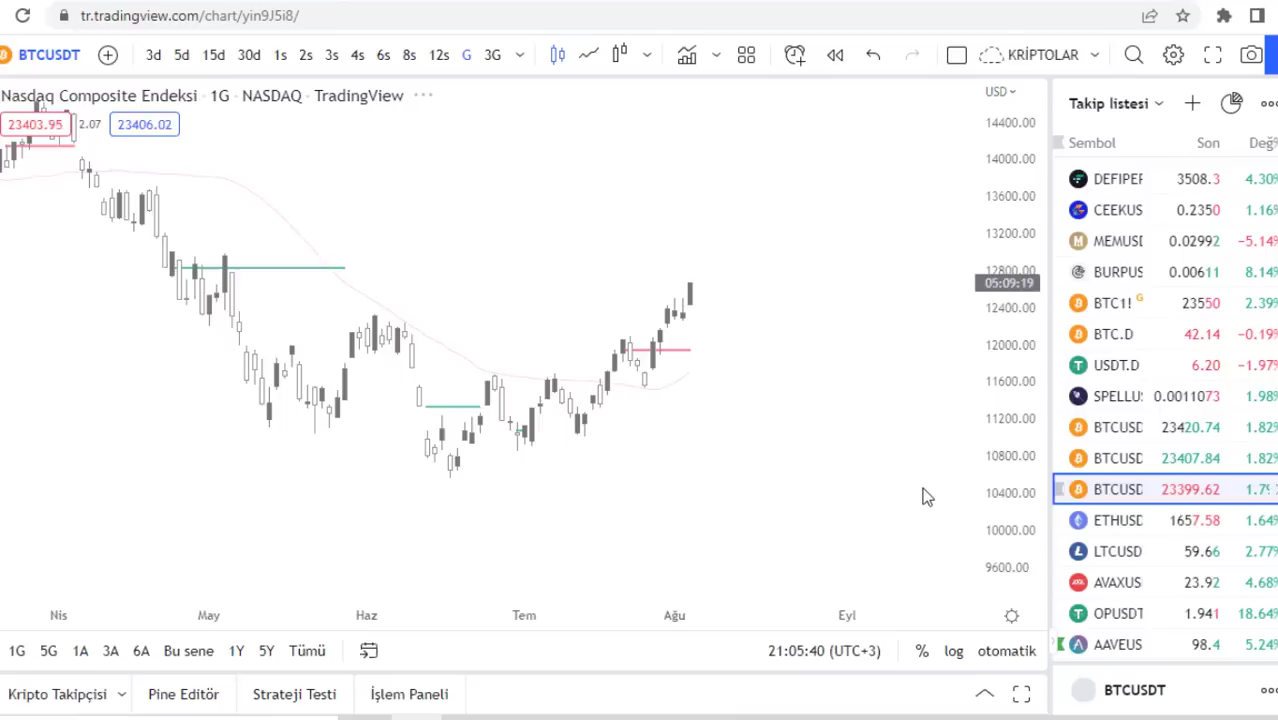 tr.tradingview.com/chart/yin9J5i8/
BTCUSDT 3d 5d 15d 30d 1s 2s 3s 4s 6s 8s 12s G 3G KRİPTOLAR
Nasdaq Composite Endeksi · 1G · NASDAQ · TradingView
23403.95 2.07 23406.02
USD
14400.00
14000.00
13600.00
13200.00
12800.00
05:09:19
12400.00
12000.00
11600.00
11200.00
10800.00
10400.00
10000.00
9600.00
Nis May Haz Tem Ağu Eyl
Takip listesi
Sembol Son Değ%
DEFIPEF 3508.3 4.30%
CEEKUS 0.2350 1.16%
MEMUSD 0.02992 −5.14%
BURPUS 0.00611 8.14%
BTC1! G 23550 2.39%
BTC.D 42.14 −0.19%
USDT.D 6.20 −1.97%
SPELLUS 0.0011073 1.98%
BTCUSD 23420.74 1.82%
BTCUSD 23407.84 1.82%
BTCUSD 23399.62 1.79
ETHUSD 1657.58 1.64%
LTCUSD 59.66 2.77%
AVAXUS 23.92 4.68%
OPUSDT 1.941 18.64%
AAVEUS 98.4 5.24%
BTCUSDT
1G 5G 1A 3A 6A Bu sene 1Y 5Y Tümü 21:05:40 (UTC+3) % log otomatik
Kripto Takipçisi Pine Editör Strateji Testi İşlem Paneli